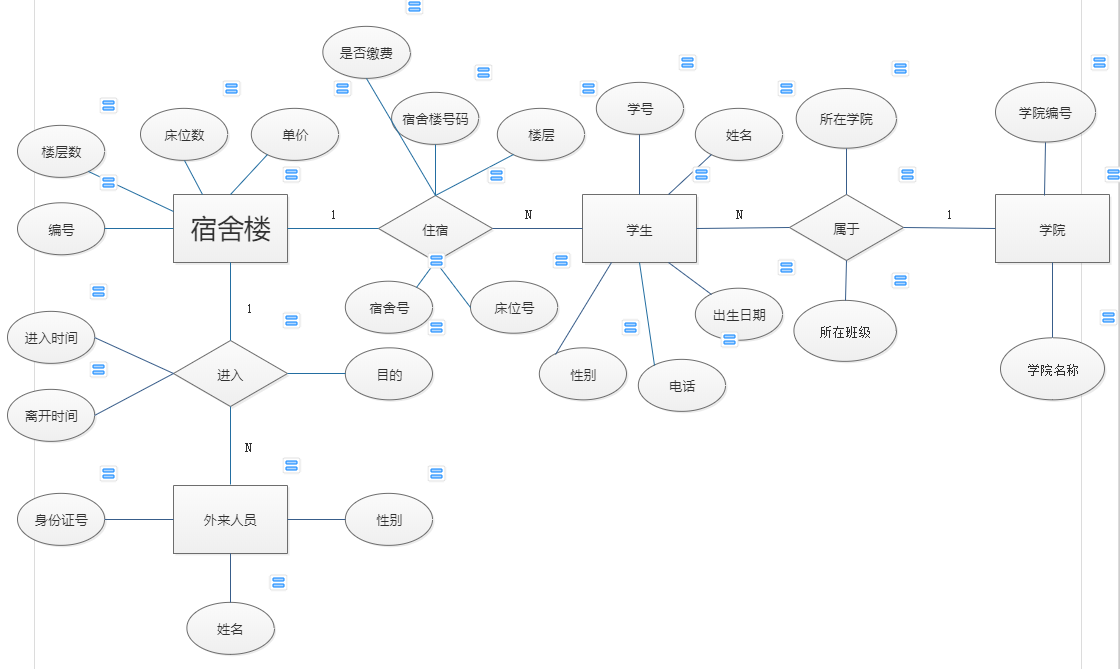 是否缴费
宿舍楼号码
楼层
学号
姓名
所在学院
学院编号
楼层数
床位数
单价
编号
宿舍楼
1
住宿
N
学生
N
属于
1
学院
宿舍号
床位号
出生日期
所在班级
性别
电话
学院名称
1
进入时间
离开时间
进入
目的
N
身份证号
外来人员
性别
姓名